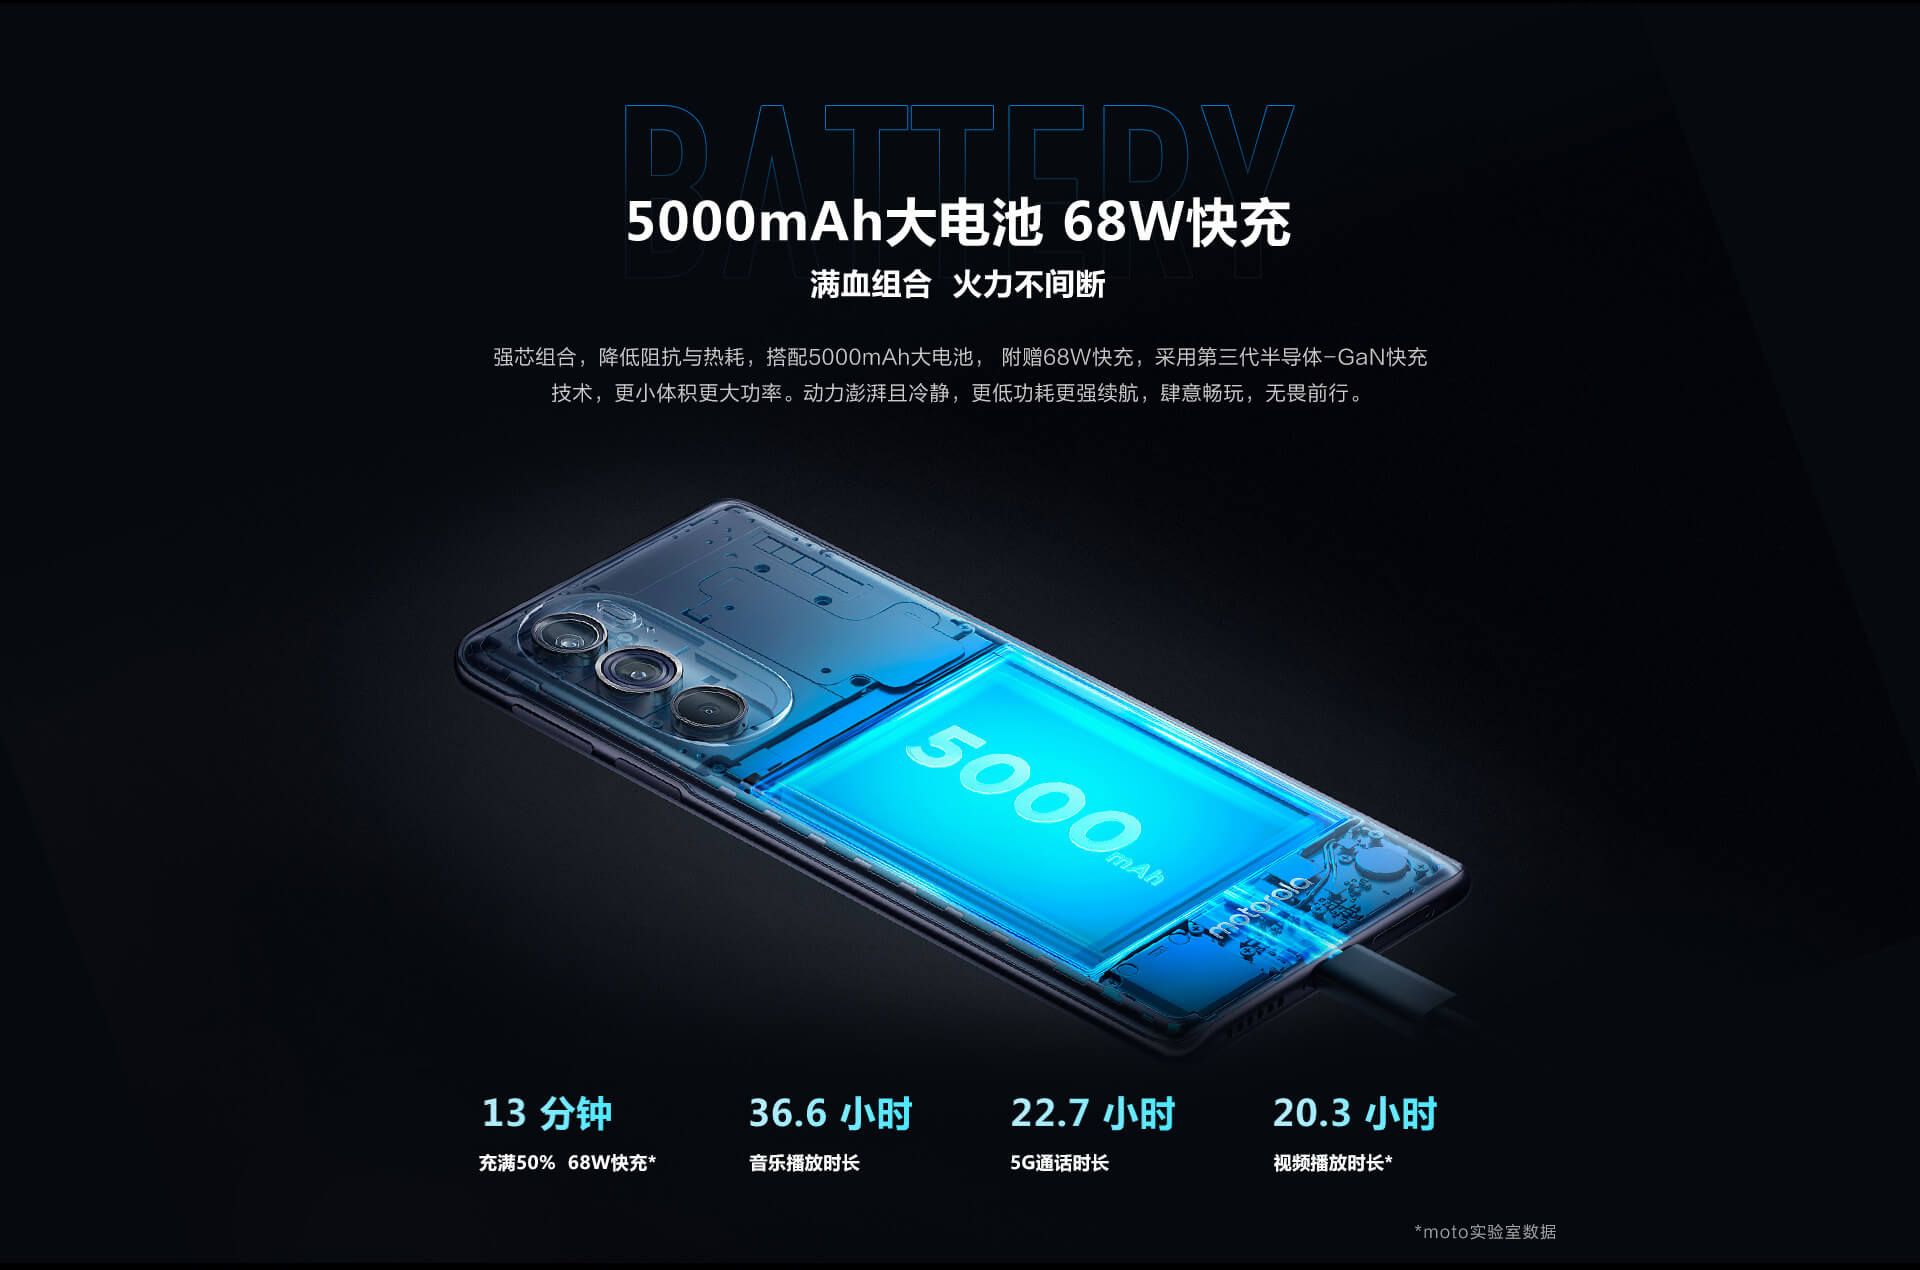 BATTERY
5000mAh大电池 68W快充
满血组合 火力不间断
强芯组合，降低阻抗与热耗，搭配5000mAh大电池， 附赠68W快充，采用第三代半导体-GaN快充
技术，更小体积更大功率。动力澎湃且冷静，更低功耗更强续航，肆意畅玩，无畏前行。
5000mAh
motorola
13 分钟
充满50% 68W快充*
36.6 小时
音乐播放时长
22.7 小时
5G通话时长
20.3 小时
视频播放时长*
*moto实验室数据